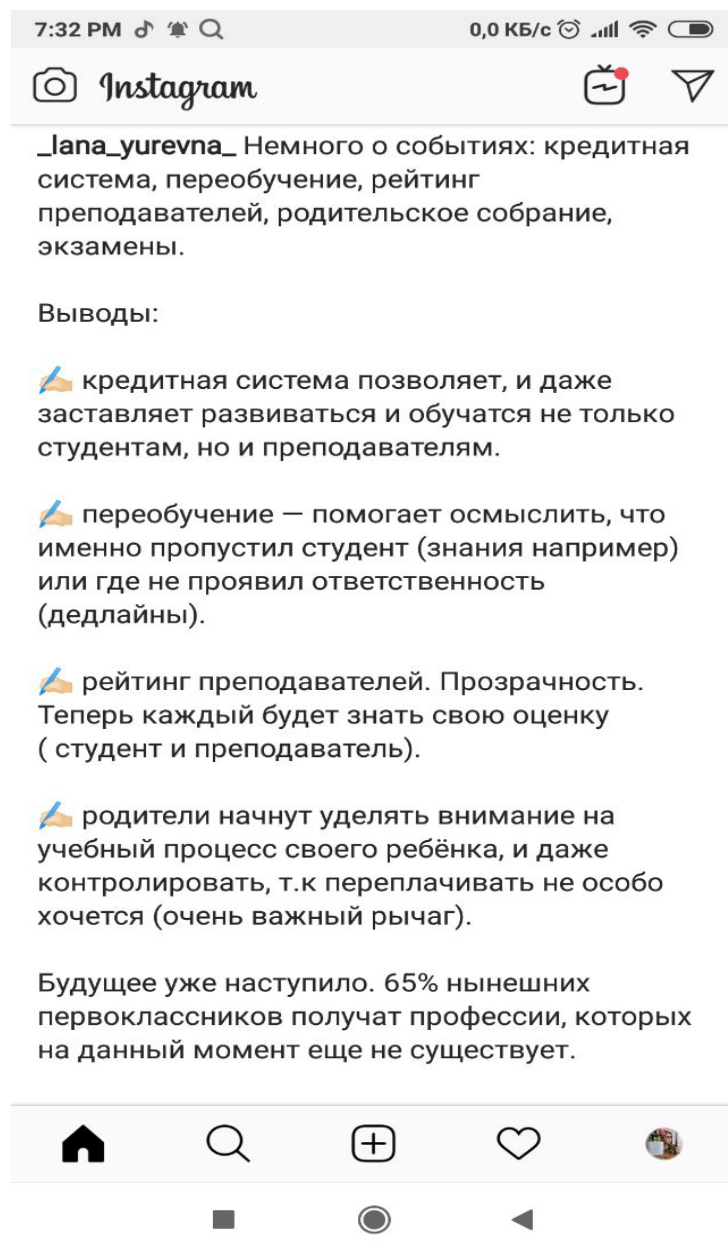 7:32 PM
0,0 КБ/с
Instagram
_lana_yurevna_ Немного о событиях: кредитная
система, переобучение, рейтинг
преподавателей, родительское собрание,
экзамены.
Выводы:
✍🏻 кредитная система позволяет, и даже
заставляет развиваться и обучатся не только
студентам, но и преподавателям.
✍🏻 переобучение — помогает осмыслить, что
именно пропустил студент (знания например)
или где не проявил ответственность
(дедлайны).
✍🏻 рейтинг преподавателей. Прозрачность.
Теперь каждый будет знать свою оценку
( студент и преподаватель).
✍🏻 родители начнут уделять внимание на
учебный процесс своего ребёнка, и даже
контролировать, т.к переплачивать не особо
хочется (очень важный рычаг).
Будущее уже наступило. 65% нынешних
первоклассников получат профессии, которых
на данный момент еще не существует.